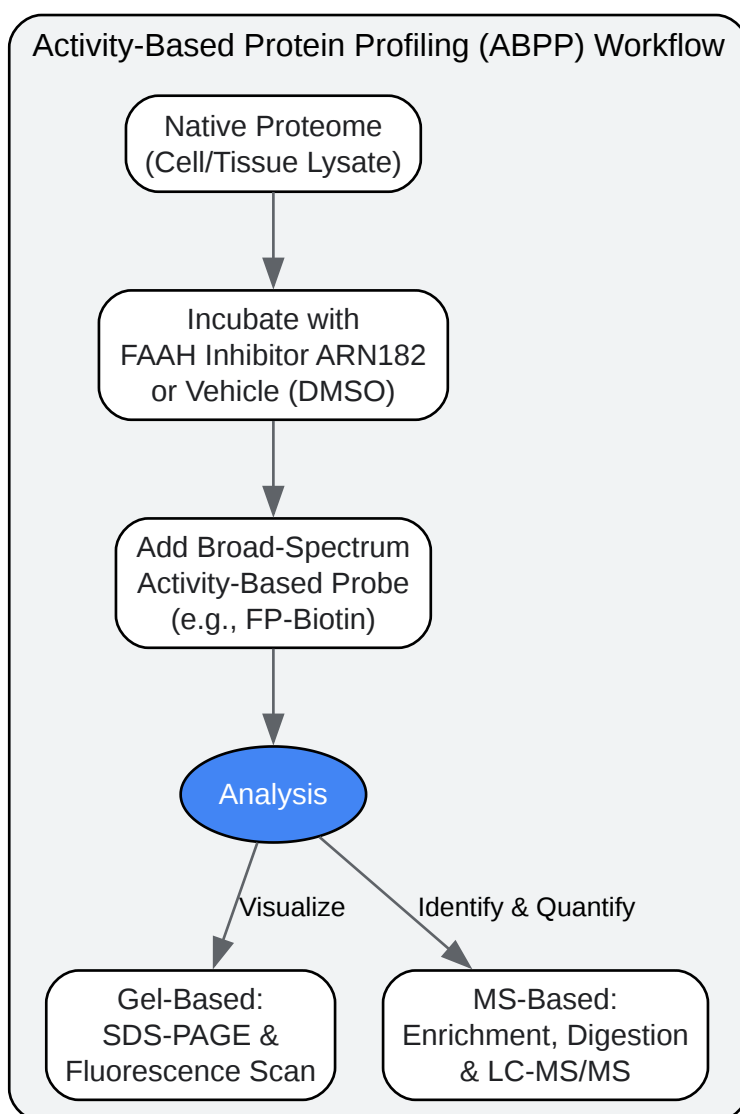 Activity-Based Protein Profiling (ABPP) Workflow
Native Proteome
(Cell/Tissue Lysate)
Incubate with
FAAH Inhibitor ARN182
or Vehicle (DMSO)
Add Broad-Spectrum
Activity-Based Probe
(e.g., FP-Biotin)
Analysis
Visualize
Identify & Quantify
Gel-Based:
SDS-PAGE &
Fluorescence Scan
MS-Based:
Enrichment, Digestion
& LC-MS/MS